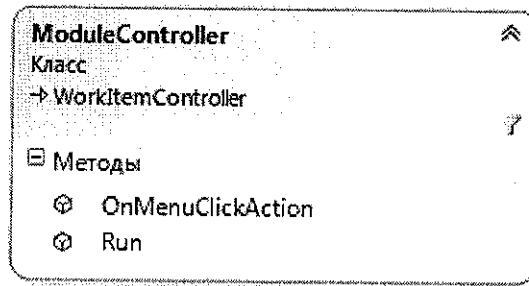 ModuleController
Класс
WorkItemController
Методы
OnMenuClickAction
Run